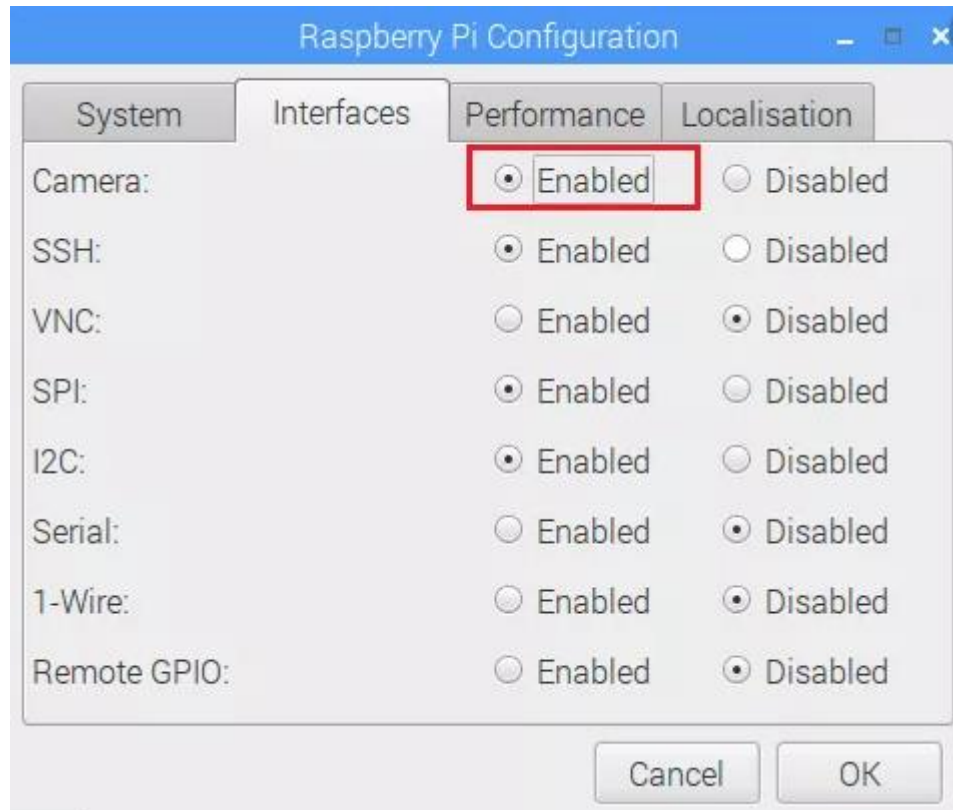 Raspberry Pi Configuration
System Interfaces Performance Localisation
Camera: Enabled Disabled
SSH: Enabled Disabled
VNC: Enabled Disabled
SPI: Enabled Disabled
I2C: Enabled Disabled
Serial: Enabled Disabled
1-Wire: Enabled Disabled
Remote GPIO: Enabled Disabled
Cancel OK